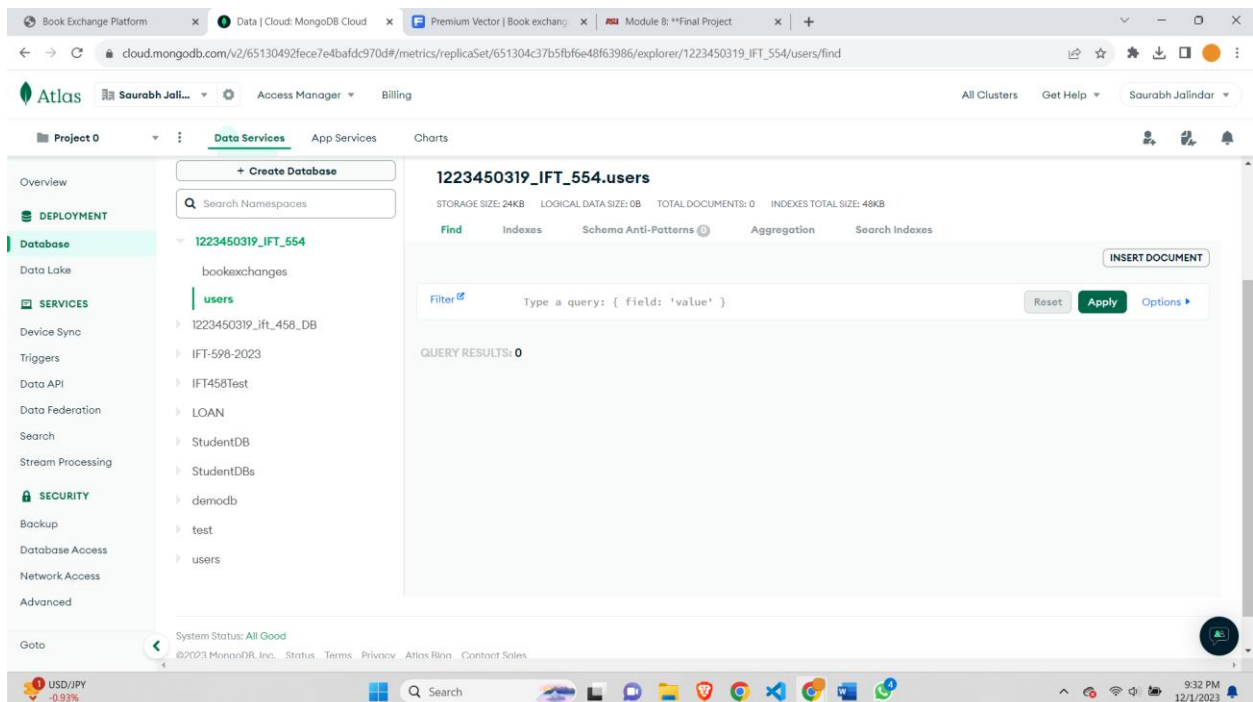 Book Exchange Platform
Data | Cloud: MongoDB Cloud
Premium Vector | Book exchang
ASU Module 8: **Final Project
cloud.mongodb.com/v2/65130492fece7e4bafdc970d#/metrics/replicaSet/651304c37b5fbf6e48f63986/explorer/1223450319_IFT_554/users/find
Atlas
Saurabh Jali...
Access Manager
Billing
All Clusters
Get Help
Saurabh Jalindar
Project 0
Data Services
App Services
Charts
Overview
DEPLOYMENT
Database
Data Lake
SERVICES
Device Sync
Triggers
Data API
Data Federation
Search
Stream Processing
SECURITY
Backup
Database Access
Network Access
Advanced
Goto
+ Create Database
Search Namespaces
1223450319_IFT_554
bookexchanges
users
1223450319_ift_458_DB
IFT-598-2023
IFT458Test
LOAN
StudentDB
StudentDBs
demodb
test
users
1223450319_IFT_554.users
STORAGE SIZE: 24KB LOGICAL DATA SIZE: 0B TOTAL DOCUMENTS: 0 INDEXES TOTAL SIZE: 48KB
Find Indexes Schema Anti-Patterns 0 Aggregation Search Indexes
INSERT DOCUMENT
Filter
Type a query: { field: 'value' }
Reset
Apply
Options
QUERY RESULTS: 0
System Status: All Good
©2023 MongoDB, Inc. Status Terms Privacy Atlas Blog Contact Sales
1
USD/JPY
-0.93%
Search
4
9:32 PM
12/1/2023